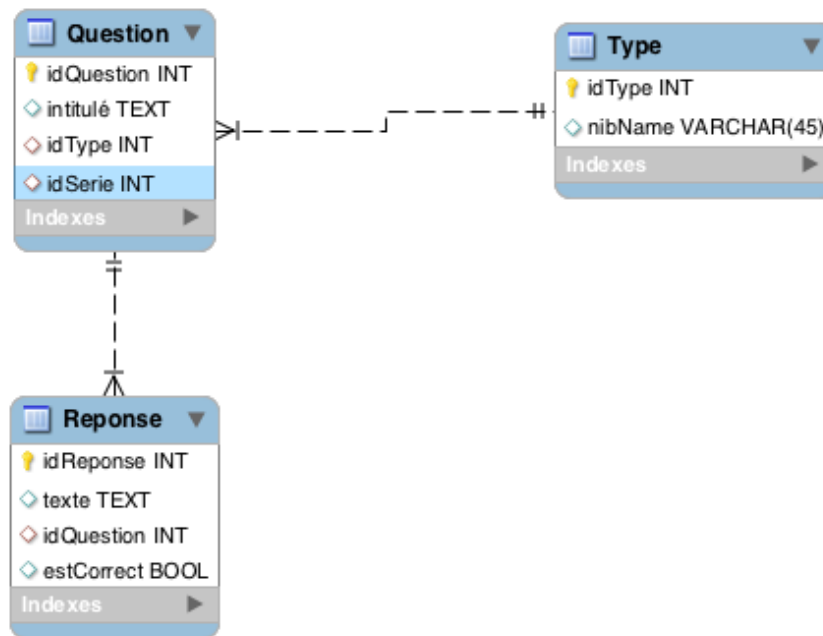 Question
idQuestion INT
intitulé TEXT
idType INT
idSerie INT
Indexes
Type
idType INT
nibName VARCHAR(45)
Indexes
Reponse
idReponse INT
texte TEXT
idQuestion INT
estCorrect BOOL
Indexes